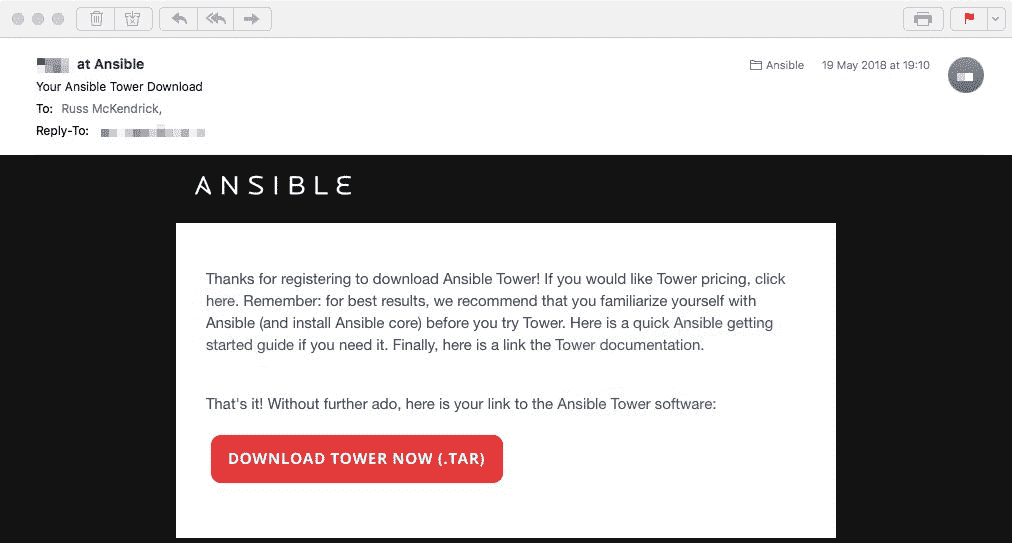 at Ansible
Ansible
19 May 2018 at 19:10
Your Ansible Tower Download
To: Russ McKendrick,
Reply-To:
ANSIBLE
Thanks for registering to download Ansible Tower! If you would like Tower pricing, click
here. Remember: for best results, we recommend that you familiarize yourself with
Ansible (and install Ansible core) before you try Tower. Here is a quick Ansible getting
started guide if you need it. Finally, here is a link the Tower documentation.
That's it! Without further ado, here is your link to the Ansible Tower software:
DOWNLOAD TOWER NOW (.TAR)